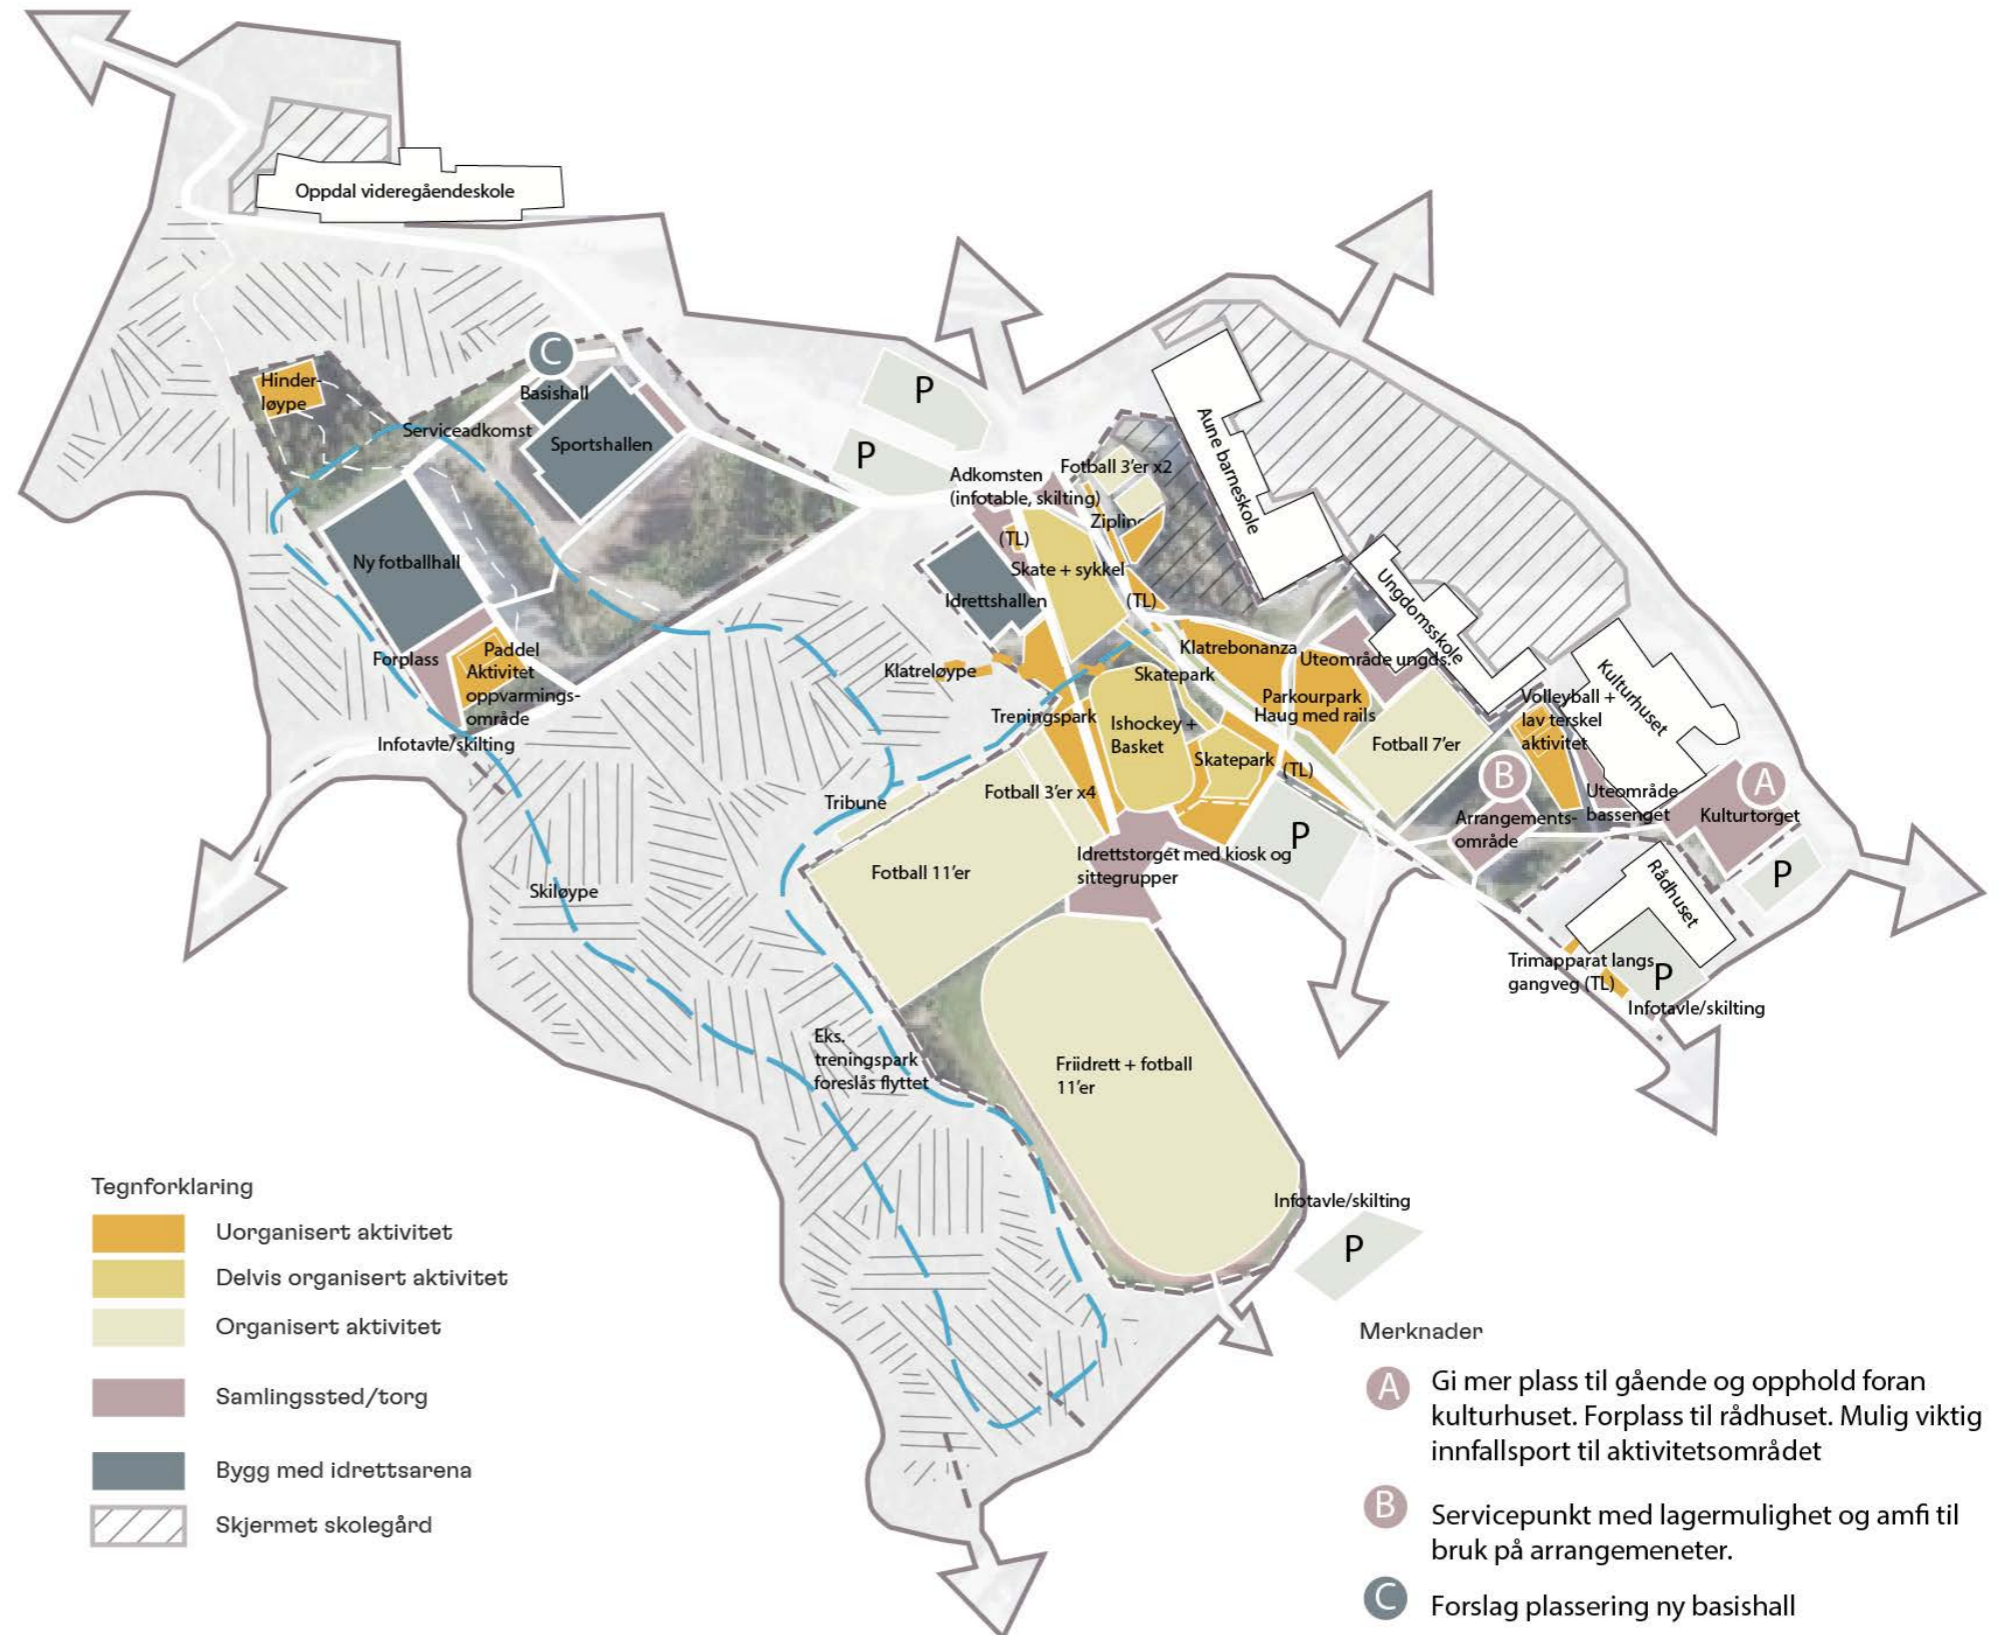 Oppdal videregåendeskole
Hinder-
løype
C
Basishall
Serviceadkomst
Sportshallen
Ny fotballhall
Forplass
Paddel
Aktivitet
oppvarmings-
område
Infotavle/skilting
P
P
Adkomsten
(infotable, skilting)
Fotball 3'er x2
Zipline
(TL)
Skate + sykkel
Idrettshallen
(TL)
Aune barneskole
Ungdomsskole
Kulturhuset
Klatreløype
Klatrebonanza
Uteområde ungds.
Skatepark
Treningspark
Parkourpark
Haug med rails
Ishockey +
Basket
Skatepark
(TL)
Fotball 7'er
Volleyball +
lav terskel
aktivitet
B
A
Uteområde
bassenget
Kulturtorget
Arrangements-
område
Tribune
Fotball 3'er x4
P
Idrettstorget med kiosk og
sittegrupper
Fotball 11'er
Skiløype
P
Rådhuset
Trimapparat langs
gangveg (TL)
P
Infotavle/skilting
Eks.
treningspark
foreslås flyttet
Friidrett + fotball
11'er
Infotavle/skilting
P
Tegnforklaring
Uorganisert aktivitet
Delvis organisert aktivitet
Organisert aktivitet
Samlingssted/torg
Bygg med idrettsarena
Skjermet skolegård
Merknader
A Gi mer plass til gående og opphold foran
kulturhuset. Forplass til rådhuset. Mulig viktig
innfallsport til aktivitetsområdet
B Servicepunkt med lagermulighet og amfi til
bruk på arrangemeneter.
C Forslag plassering ny basishall